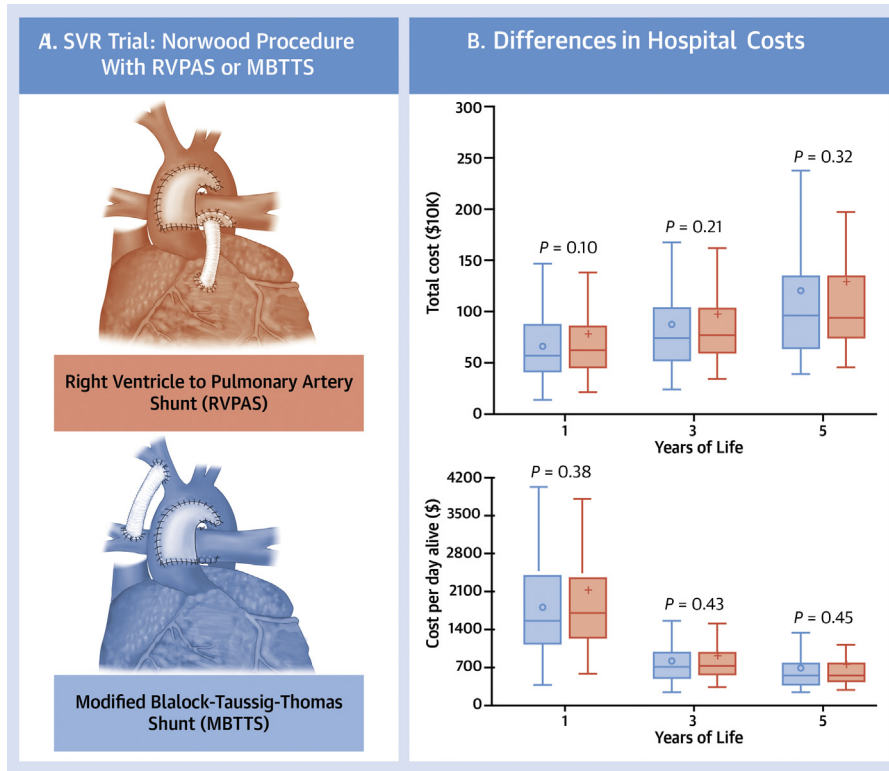 A. SVR Trial: Norwood Procedure
With RVPAS or MBTTS
Right Ventricle to Pulmonary Artery
Shunt (RVPAS)
Modified Blalock-Taussig-Thomas
Shunt (MBTTS)
B. Differences in Hospital Costs
Total cost ($10K)
300
250
200
150
100
50
0
P = 0.10
P = 0.21
P = 0.32
1
3
5
Years of Life
Cost per day alive ($)
4200
3500
2800
2100
1400
700
0
P = 0.38
P = 0.43
P = 0.45
1
3
5
Years of Life